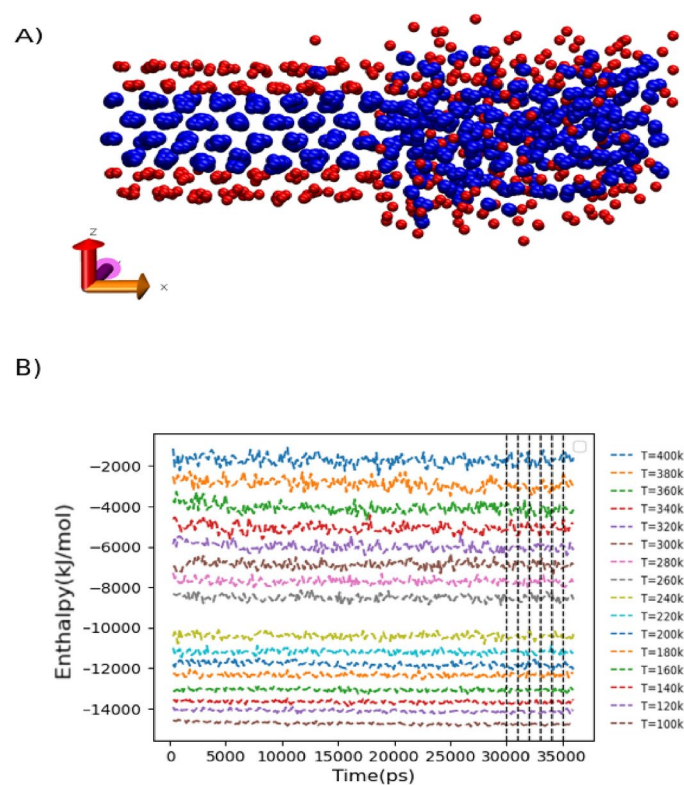 A)
z
x
B)
Enthalpy(kJ/mol)
−2000
−4000
−6000
−8000
−10000
−12000
−14000
0 5000 10000 15000 20000 25000 30000 35000
Time(ps)
T=400k
T=380k
T=360k
T=340k
T=320k
T=300k
T=280k
T=260k
T=240k
T=220k
T=200k
T=180k
T=160k
T=140k
T=120k
T=100k